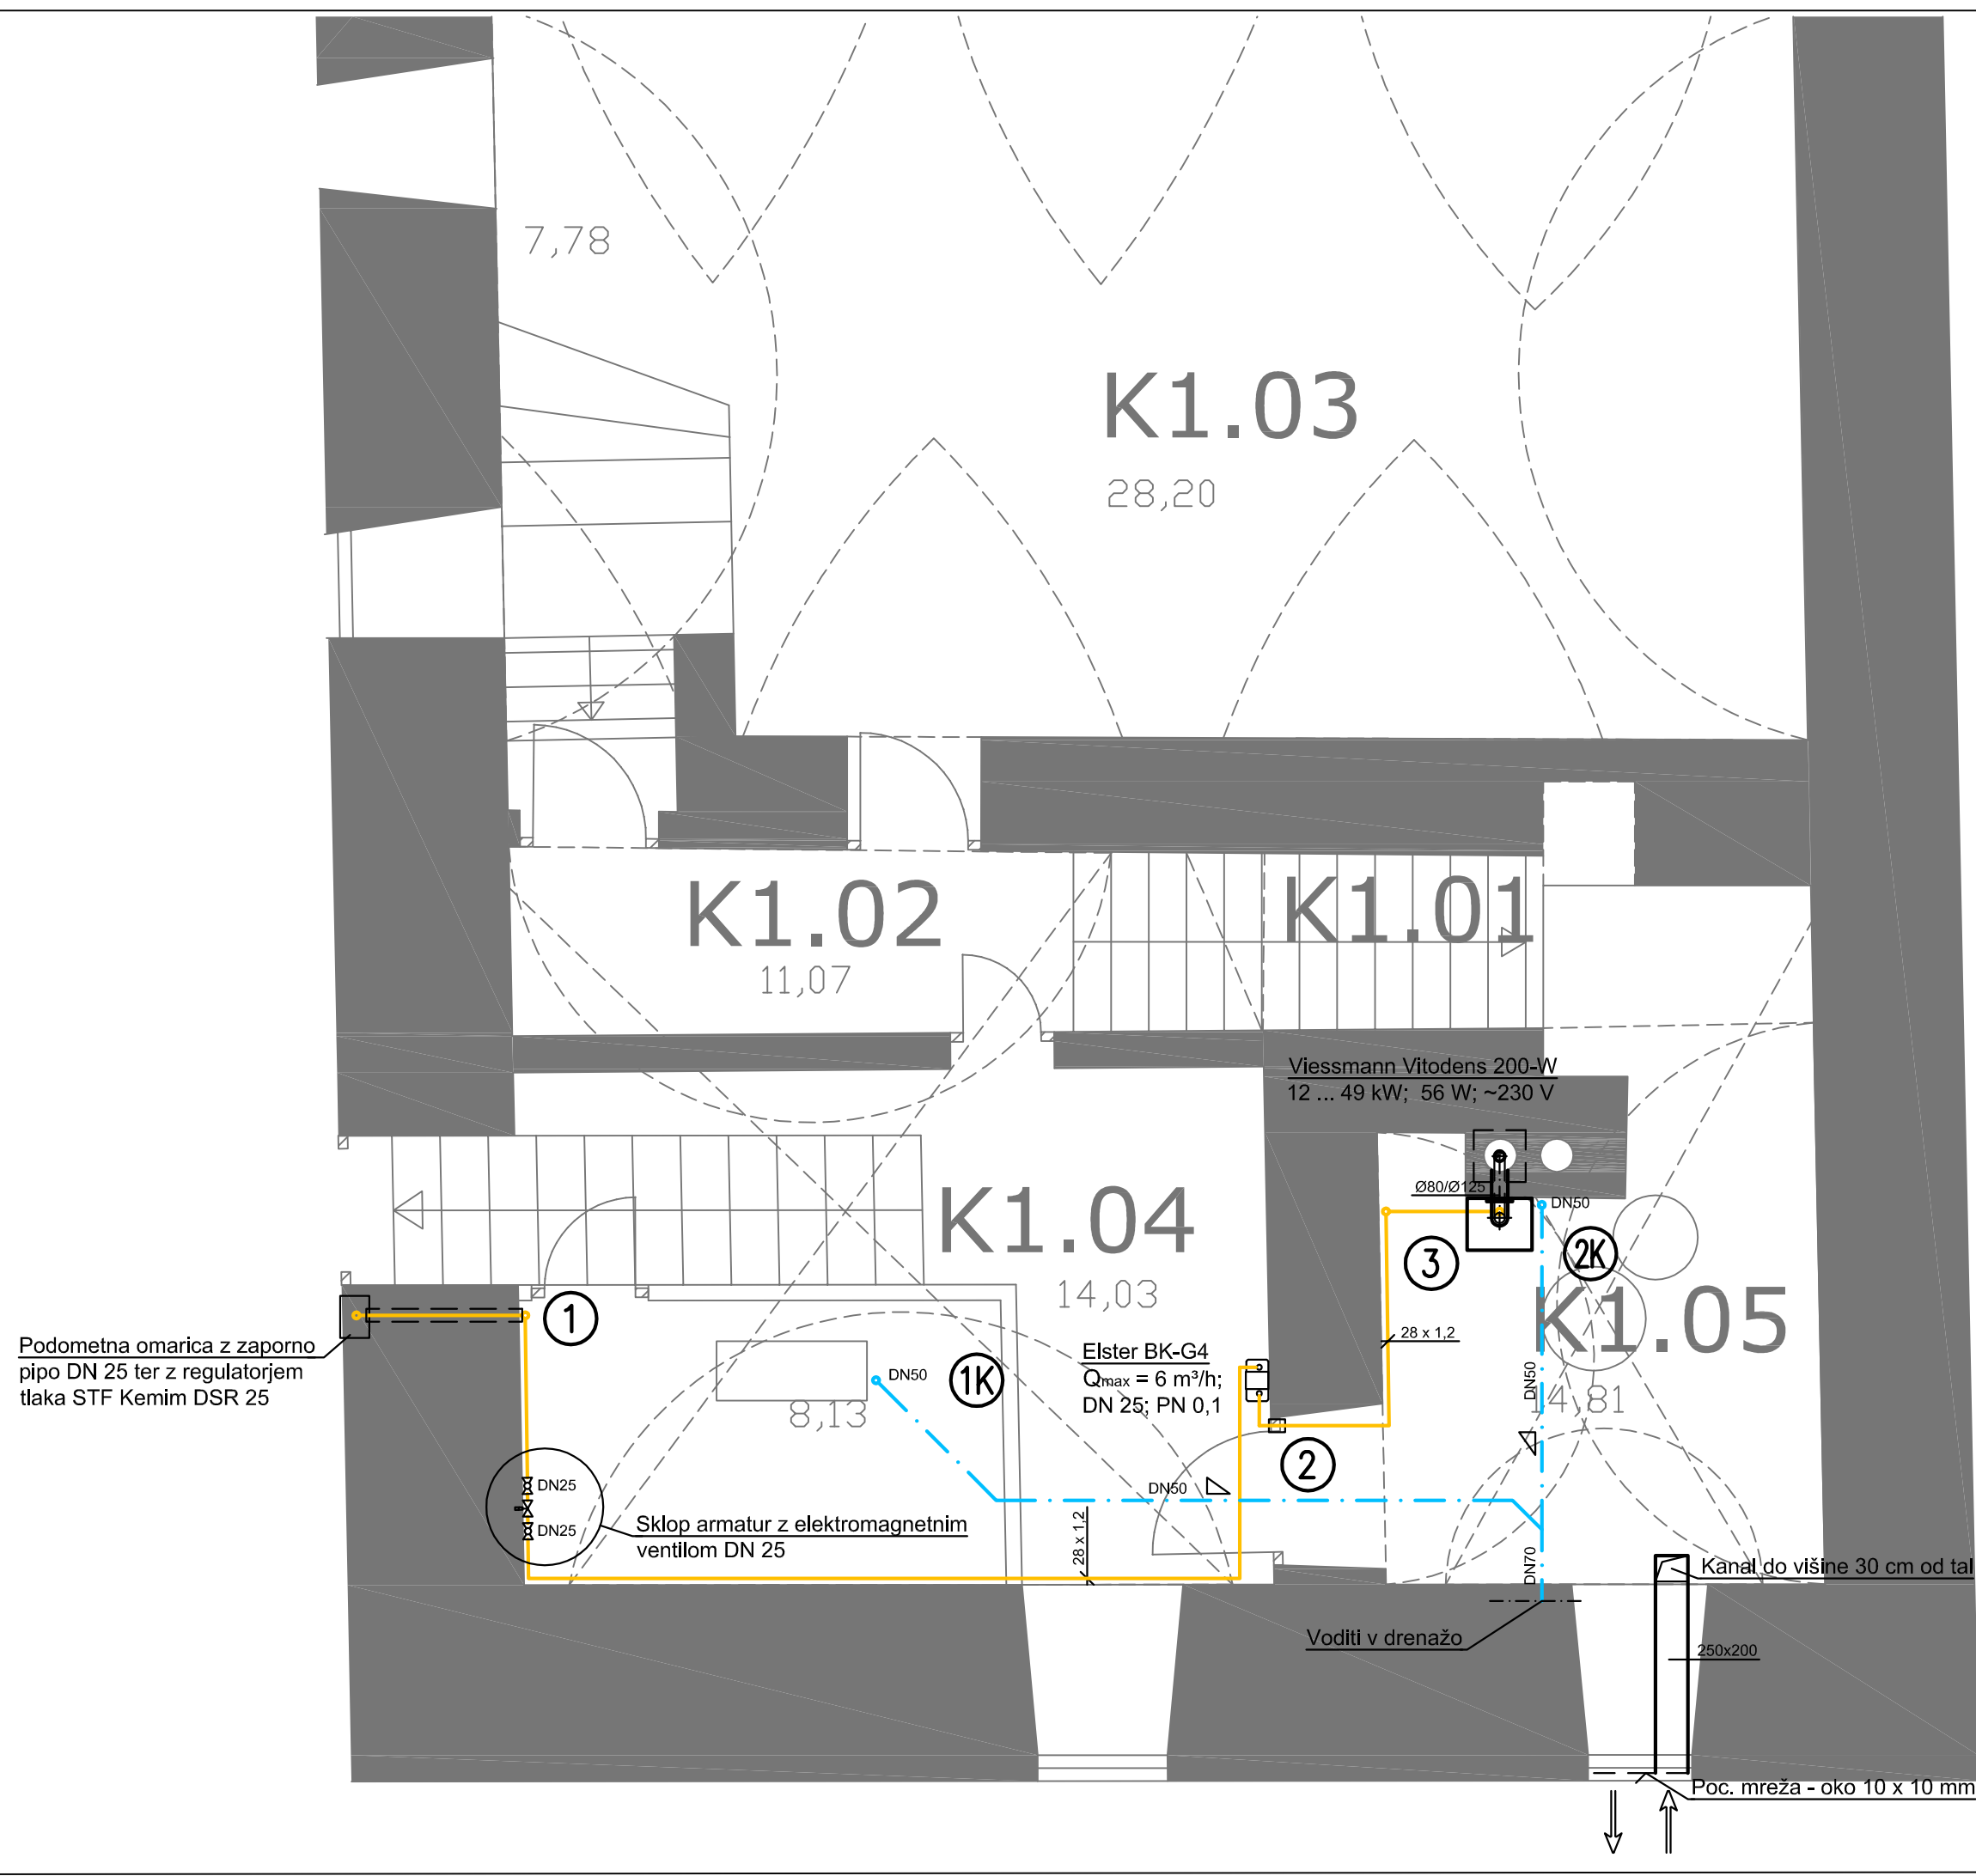 7,78
K1.03
28,20
K1.02
11,07
K1.01
Viessmann Vitodens 200-W
12 ... 49 kW; 56 W; ~230 V
Ø80/Ø125
DN50
K1.04
14,03
3
2K
K1.05
14,81
1
Podometna omarica z zaporno
pipo DN 25 ter z regulatorjem
tlaka STF Kemim DSR 25
28 x 1,2
Elster BK-G4
Qmax = 6 m³/h;
DN 25; PN 0,1
DN50
1K
8,13
DN50
2
DN50
DN25
DN25
Sklop armatur z elektromagnetnim
ventilom DN 25
28 x 1,2
DN70
Kanal do višine 30 cm od tal
Voditi v drenažo
250x200
Poc. mreža - oko 10 x 10 mm